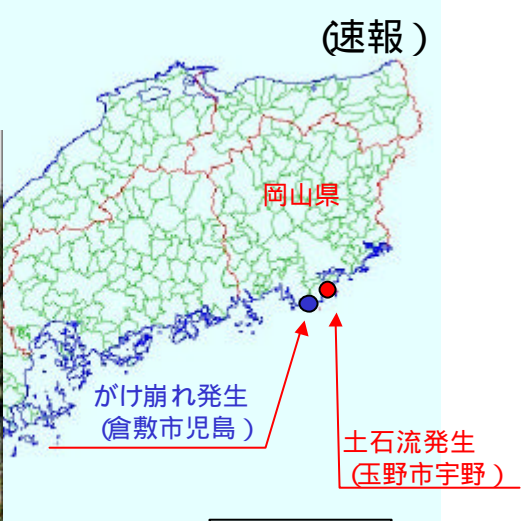 (速報)
岡山県
がけ崩れ発生
(倉敷市児島)
土石流発生
(玉野市宇野)